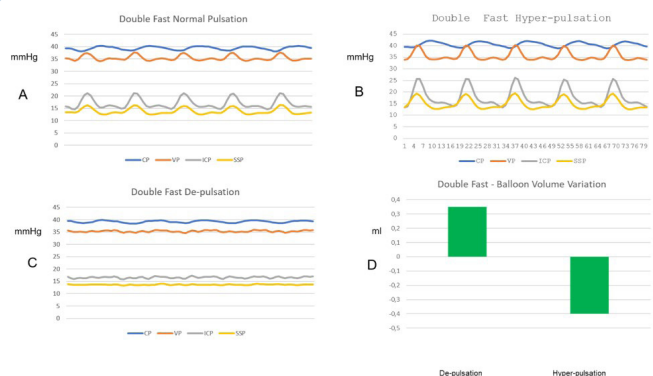 Double Fast Normal Pulsation
mmHg
45
40
35
30
25
20
15
10
5
0
A
CP VP ICP SSP
Double Fast Hyper-pulsation
mmHg
45
40
35
30
25
20
15
10
5
0
B
1 4 7 10 13 16 19 22 25 28 31 34 37 40 43 46 49 52 55 58 61 64 67 70 73 76 79
CP VP ICP SSP
Double Fast De-pulsation
mmHg
45
40
35
30
25
20
15
10
5
0
C
CP VP ICP SSP
Double Fast - Balloon Volume Variation
ml
0,4
0,3
0,2
0,1
0
-0,1
-0,2
-0,3
-0,4
-0,5
D
De-pulsation Hyper-pulsation